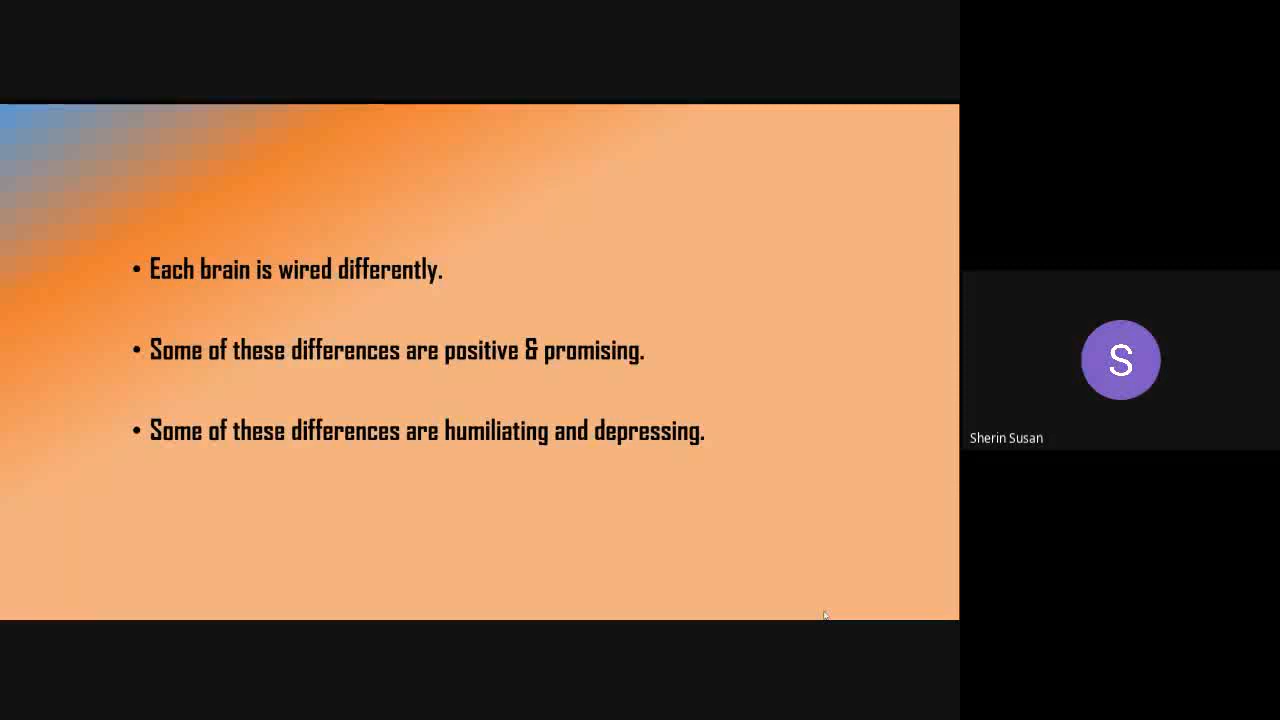 • Each brain is wired differently.
• Some of these differences are positive & promising.
• Some of these differences are humiliating and depressing.
S
Sherin Susan